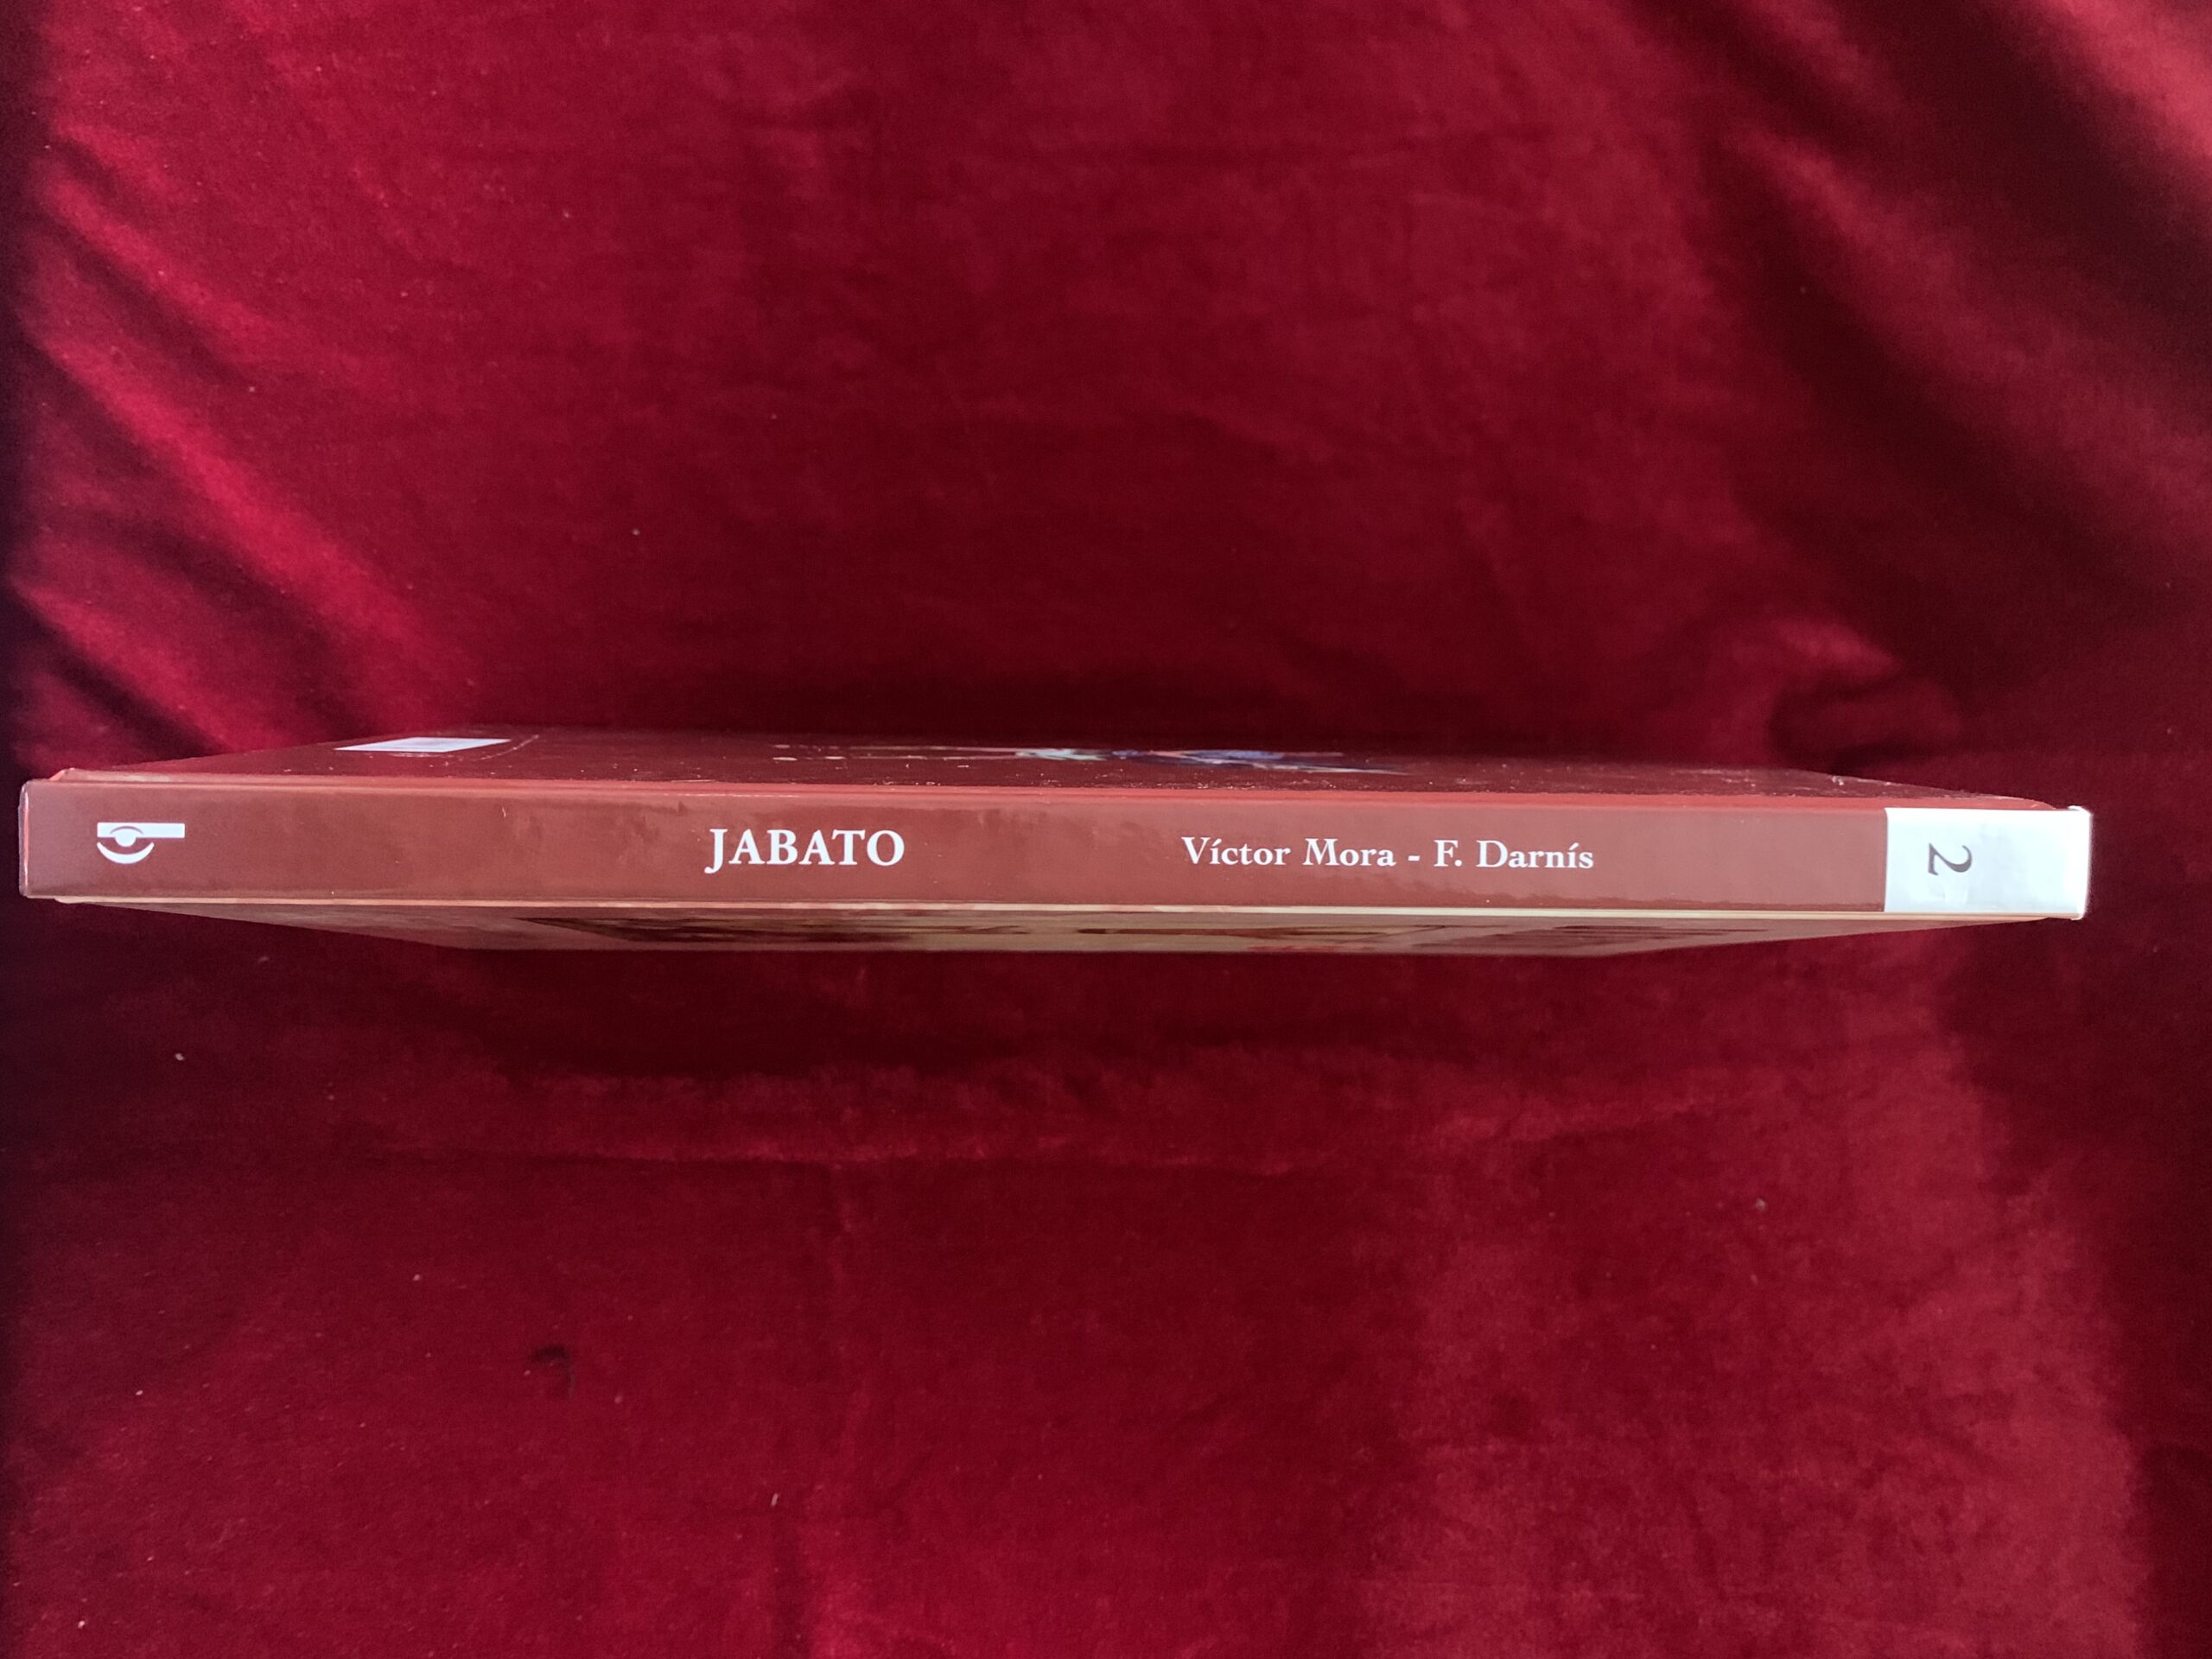 JABATO
Víctor Mora - F. Darnís
2